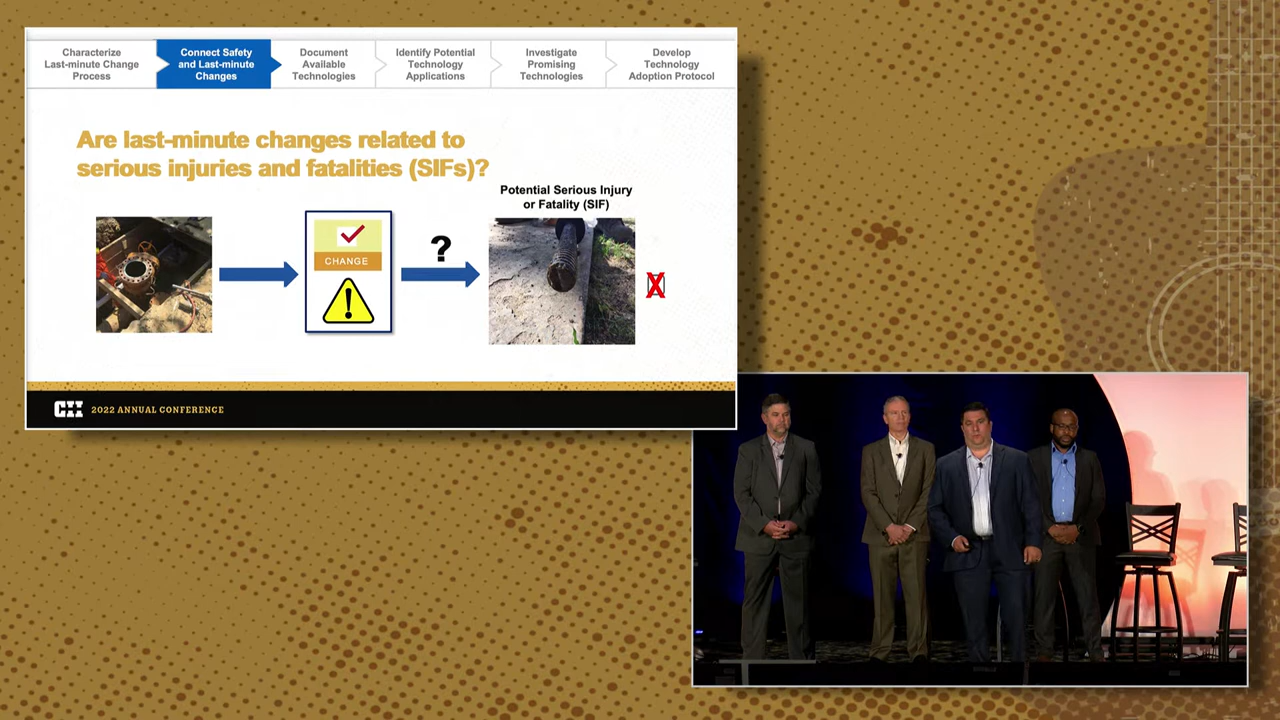 Characterize
Last-minute Change
Process
Connect Safety
and Last-minute
Changes
Document
Available
Technologies
Identify Potential
Technology
Applications
Investigate
Promising
Technologies
Develop
Technology
Adoption Protocol
Are last-minute changes related to
serious injuries and fatalities (SIFs)?
Potential Serious Injury
or Fatality (SIF)
CHANGE
!
?
X
CII 2022 ANNUAL CONFERENCE